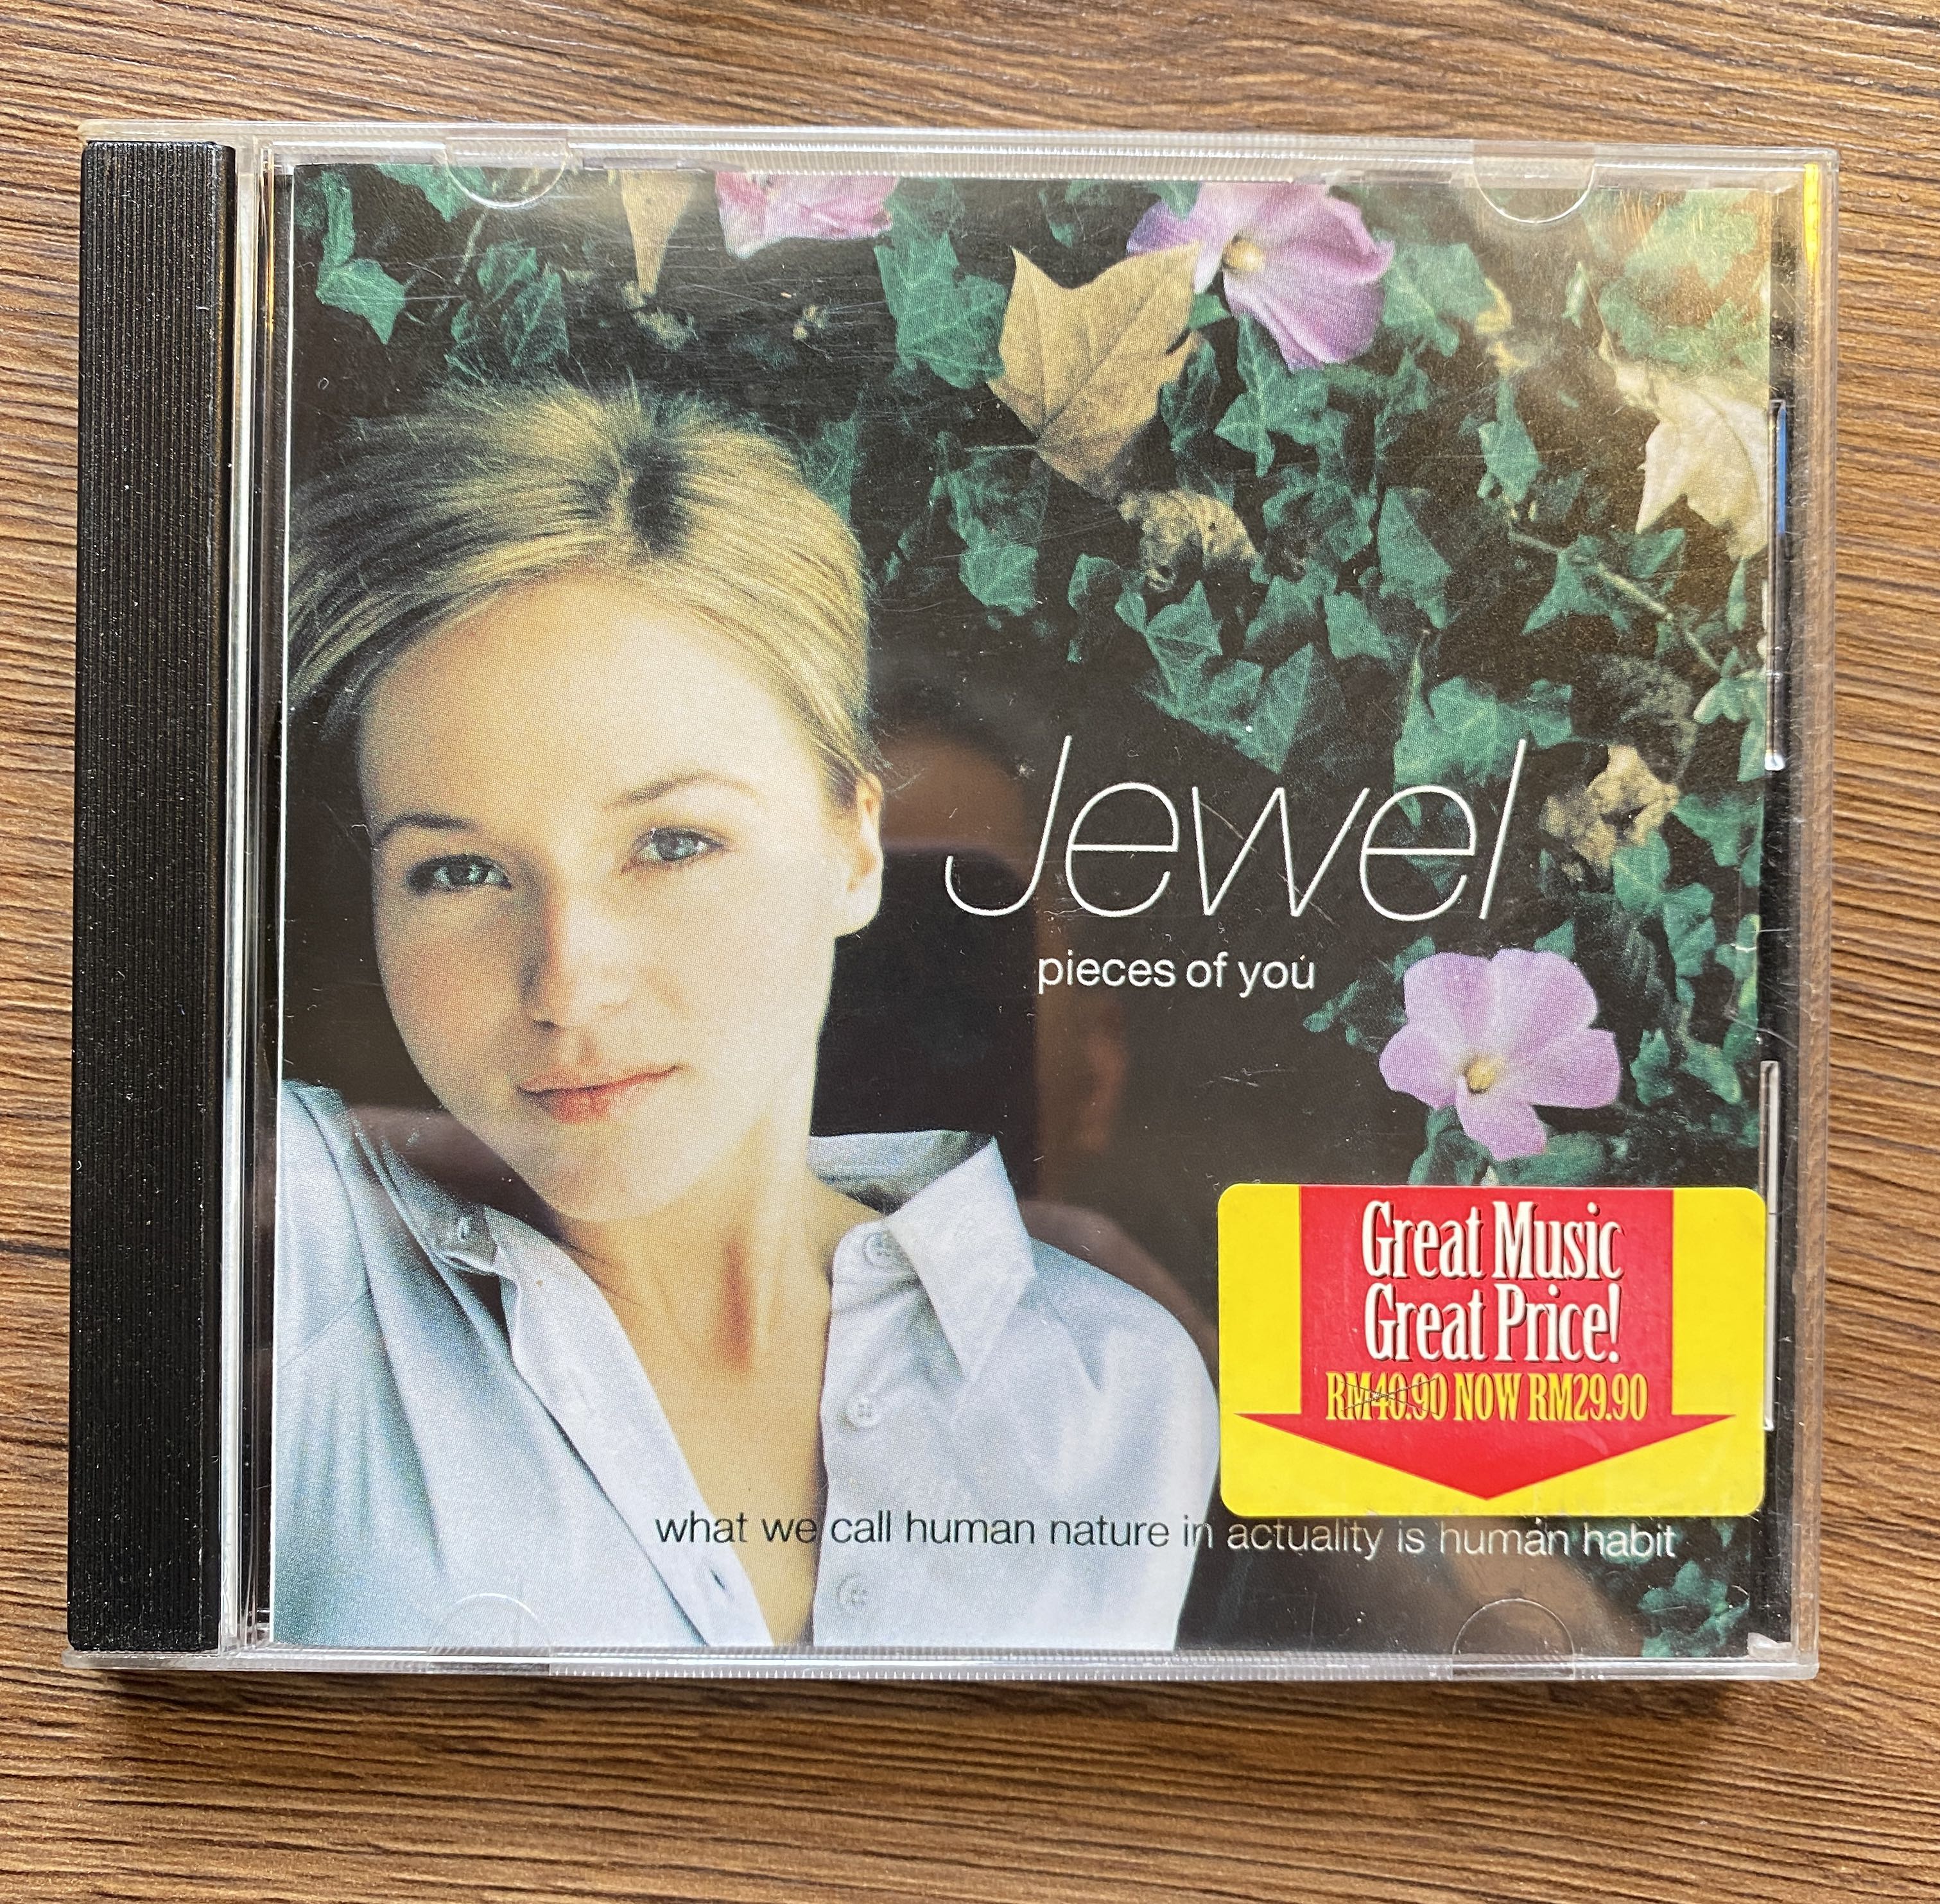 Jewel
pieces of you
Great Music
Great Price!
RM40.90 NOW RM29.90
what we call human nature in actuality is human habit